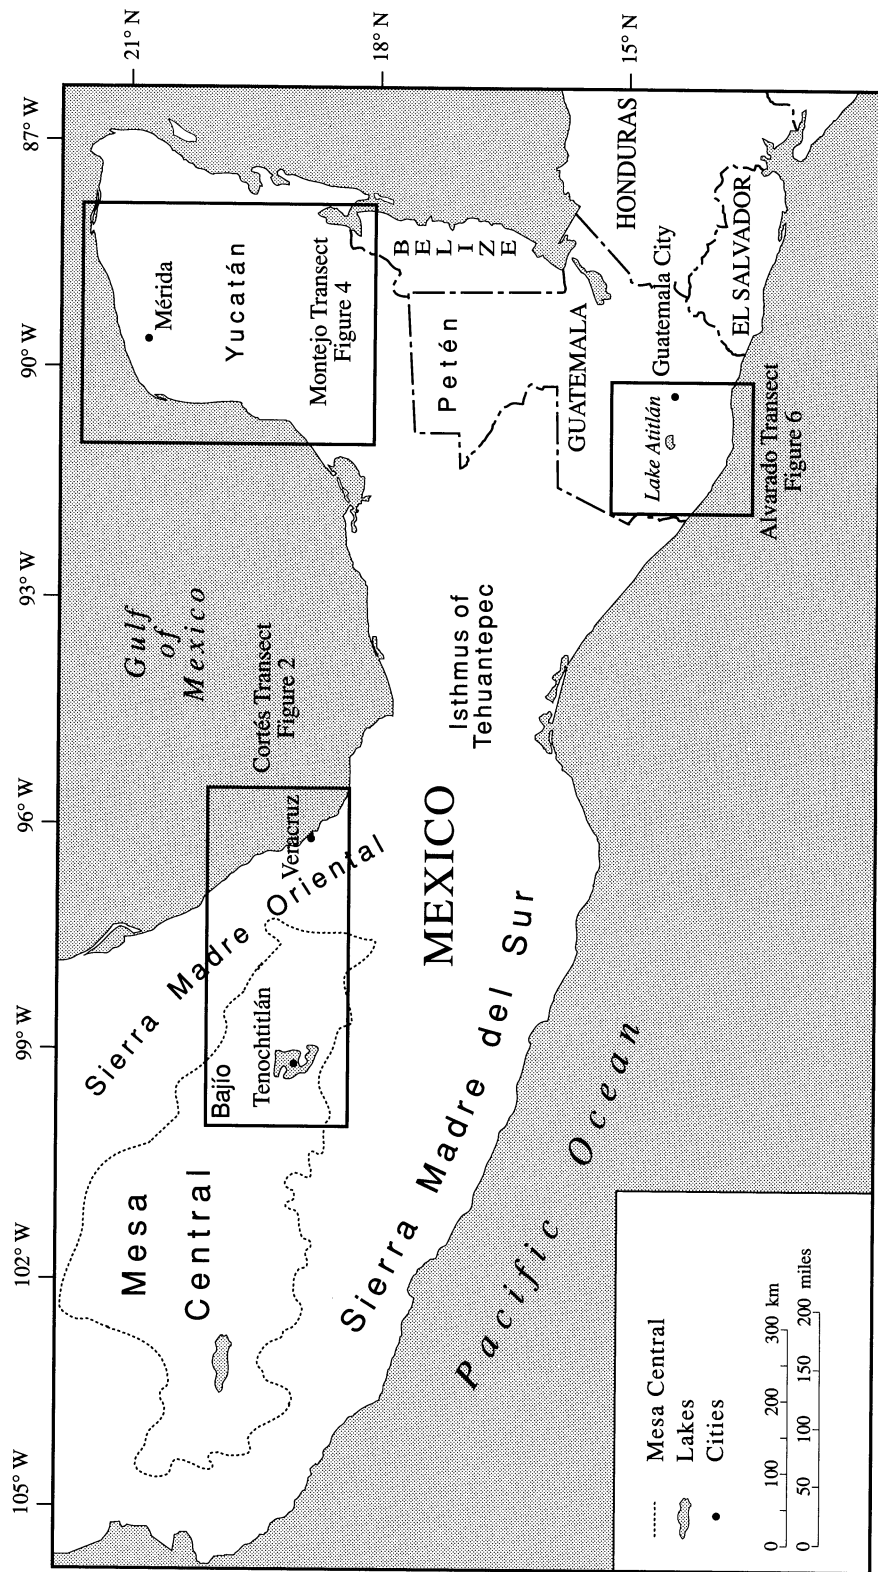 105° W
102° W
99° W
96° W
93° W
90° W
87° W
21° N
18° N
15° N
Gulf
of
Mexico
Mérida
Yucatán
Montejo Transect
Figure 4
Cortés Transect
Figure 2
Sierra Madre Oriental
Veracruz
Bajío
Tenochtitlán
Mesa
Central
MEXICO
Isthmus of
Tehuantepec
Sierra Madre del Sur
Pacific Ocean
BELIZE
Petén
GUATEMALA
HONDURAS
Guatemala City
Lake Atitlán
EL SALVADOR
Alvarado Transect
Figure 6
Mesa Central
Lakes
Cities
0 100 200 300 km
0 50 100 150 200 miles